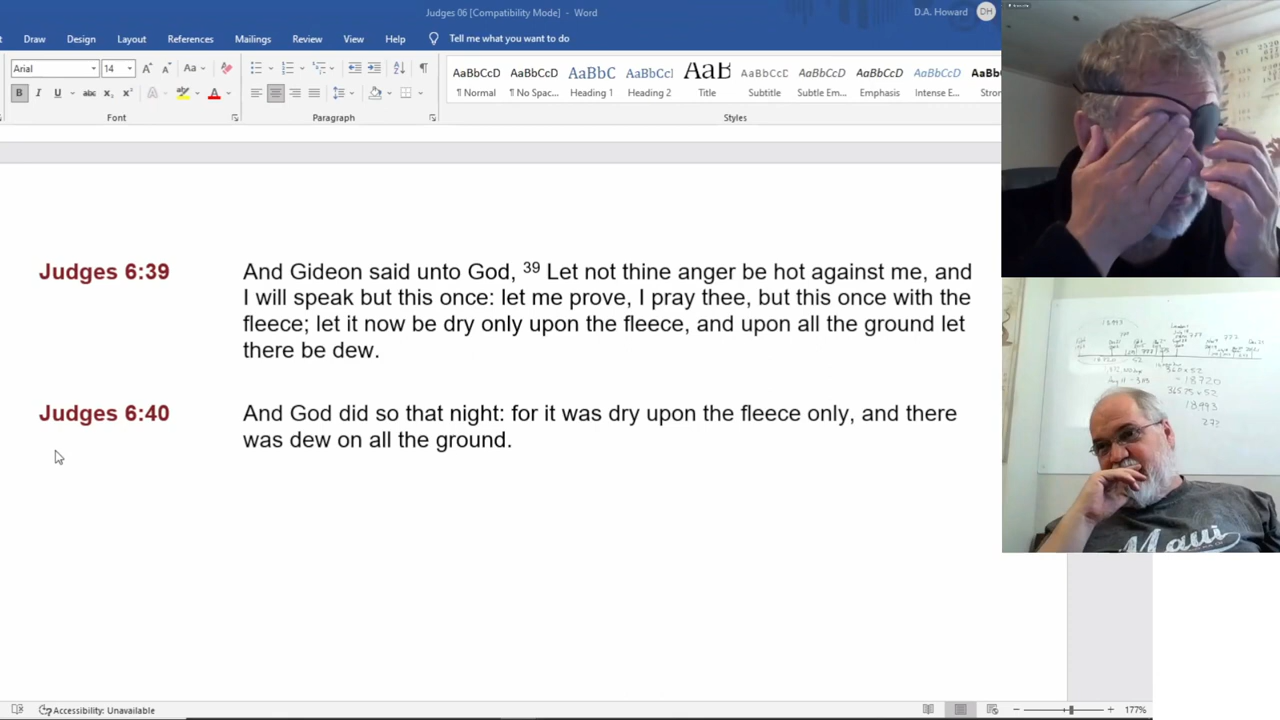 Judges 06 [Compatibility Mode] - Word
D.A. Howard DH
Draw Design Layout References Mailings Review View Help Tell me what you want to do
Arial 14
AaBbCcD AaBbCcD AaBbC AaBbCcI AaB AaBbCcD AaBbCcD AaBbCcD AaBbCcD
¶ Normal ¶ No Spac... Heading 1 Heading 2 Title Subtitle Subtle Em... Emphasis Intense E...
Font Paragraph Styles
Judges 6:39 And Gideon said unto God, 39 Let not thine anger be hot against me, and
I will speak but this once: let me prove, I pray thee, but this once with the
fleece; let it now be dry only upon the fleece, and upon all the ground let
there be dew.
Judges 6:40 And God did so that night: for it was dry upon the fleece only, and there
was dew on all the ground.
18993
18720
18993
Maui
Accessibility: Unavailable
177%